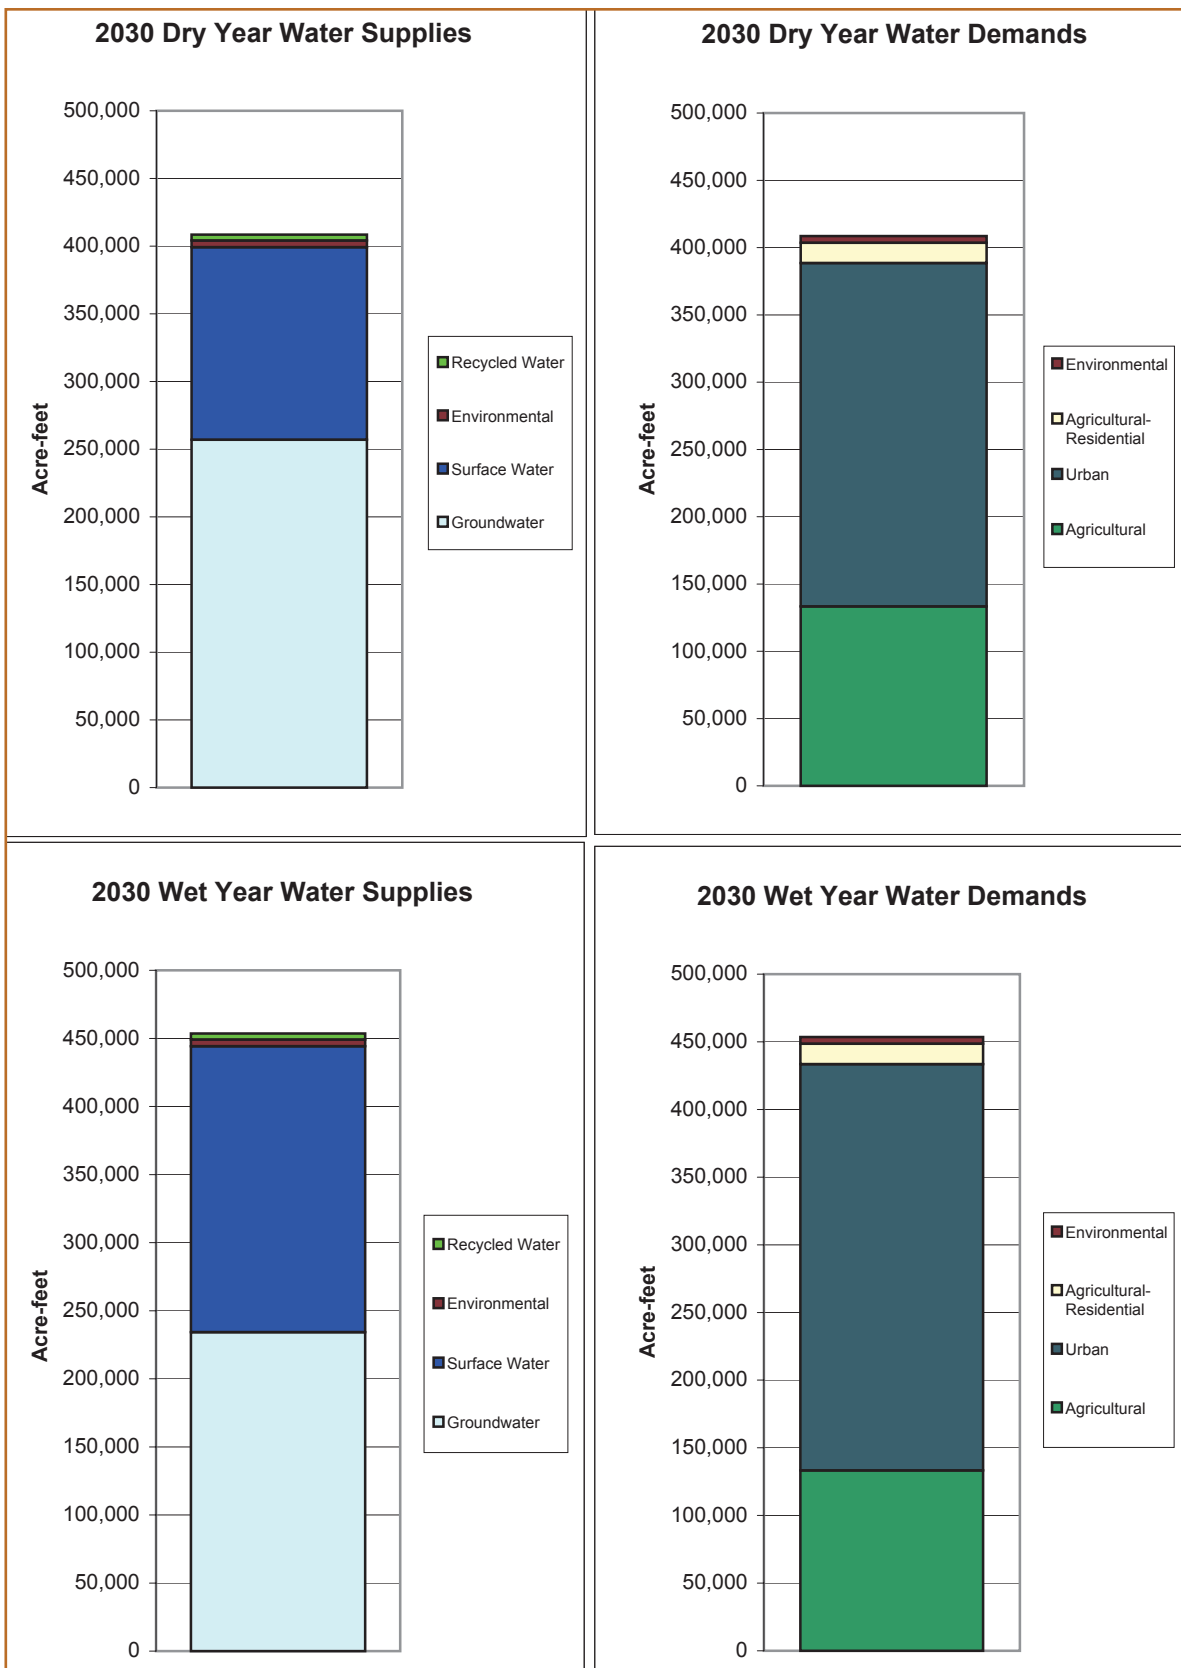 2030 Dry Year Water Supplies
500,000
450,000
400,000
350,000
300,000
250,000
200,000
150,000
100,000
50,000
0
Acre-feet
Recycled Water
Environmental
Surface Water
Groundwater
2030 Dry Year Water Demands
500,000
450,000
400,000
350,000
300,000
250,000
200,000
150,000
100,000
50,000
0
Acre-feet
Environmental
Agricultural-
Residential
Urban
Agricultural
2030 Wet Year Water Supplies
500,000
450,000
400,000
350,000
300,000
250,000
200,000
150,000
100,000
50,000
0
Acre-feet
Recycled Water
Environmental
Surface Water
Groundwater
2030 Wet Year Water Demands
500,000
450,000
400,000
350,000
300,000
250,000
200,000
150,000
100,000
50,000
0
Acre-feet
Environmental
Agricultural-
Residential
Urban
Agricultural